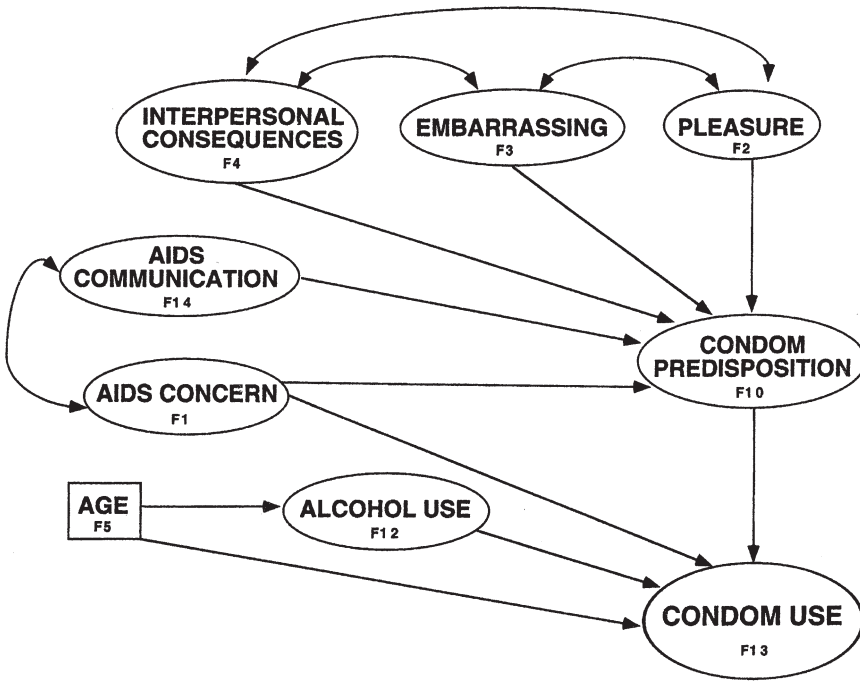 INTERPERSONAL
CONSEQUENCES
F4
EMBARRASSING
F3
PLEASURE
F2
AIDS
COMMUNICATION
F14
CONDOM
PREDISPOSITION
F10
AIDS CONCERN
F1
AGE
F5
ALCOHOL USE
F12
CONDOM USE
F13